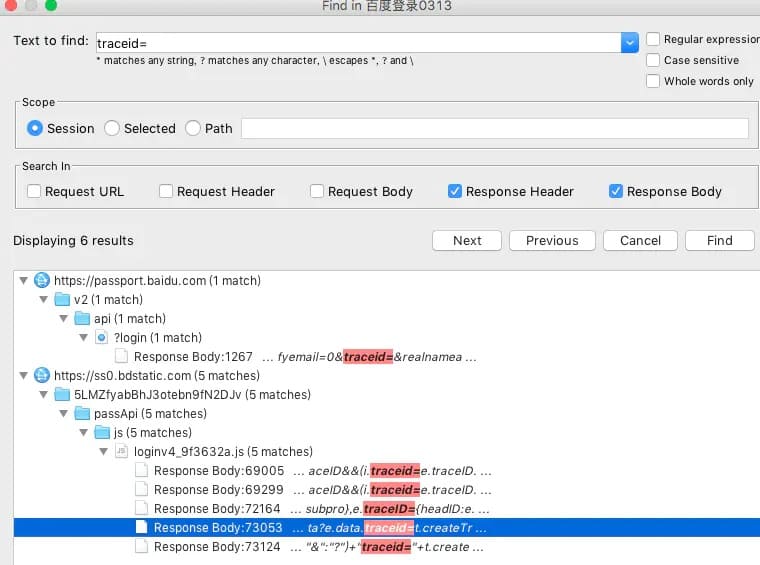 Find in 百度登录0313
Text to find: traceid=
* matches any string, ? matches any character, \ escapes *, ? and \
Regular expression
Case sensitive
Whole words only
Scope
Session Selected Path
Search In
Request URL Request Header Request Body Response Header Response Body
Displaying 6 results
Next Previous Cancel Find
https://passport.baidu.com (1 match)
v2 (1 match)
api (1 match)
?login (1 match)
Response Body:1267 ... fyemail=0&traceid=&realnamea ...
https://ss0.bdstatic.com (5 matches)
5LMZfyabBhJ3otebn9fN2DJv (5 matches)
passApi (5 matches)
js (5 matches)
loginv4_9f3632a.js (5 matches)
Response Body:69005 ... aceID&&(i.traceid=e.traceID. ...
Response Body:69299 ... aceID&&(i.traceid=e.traceID. ...
Response Body:72164 ... subpro},e.traceID={headID:e. ...
Response Body:73053 ... ta?e.data.traceid=t.createTr ...
Response Body:73124 ... "&":"?")+"traceid="+t.create ...